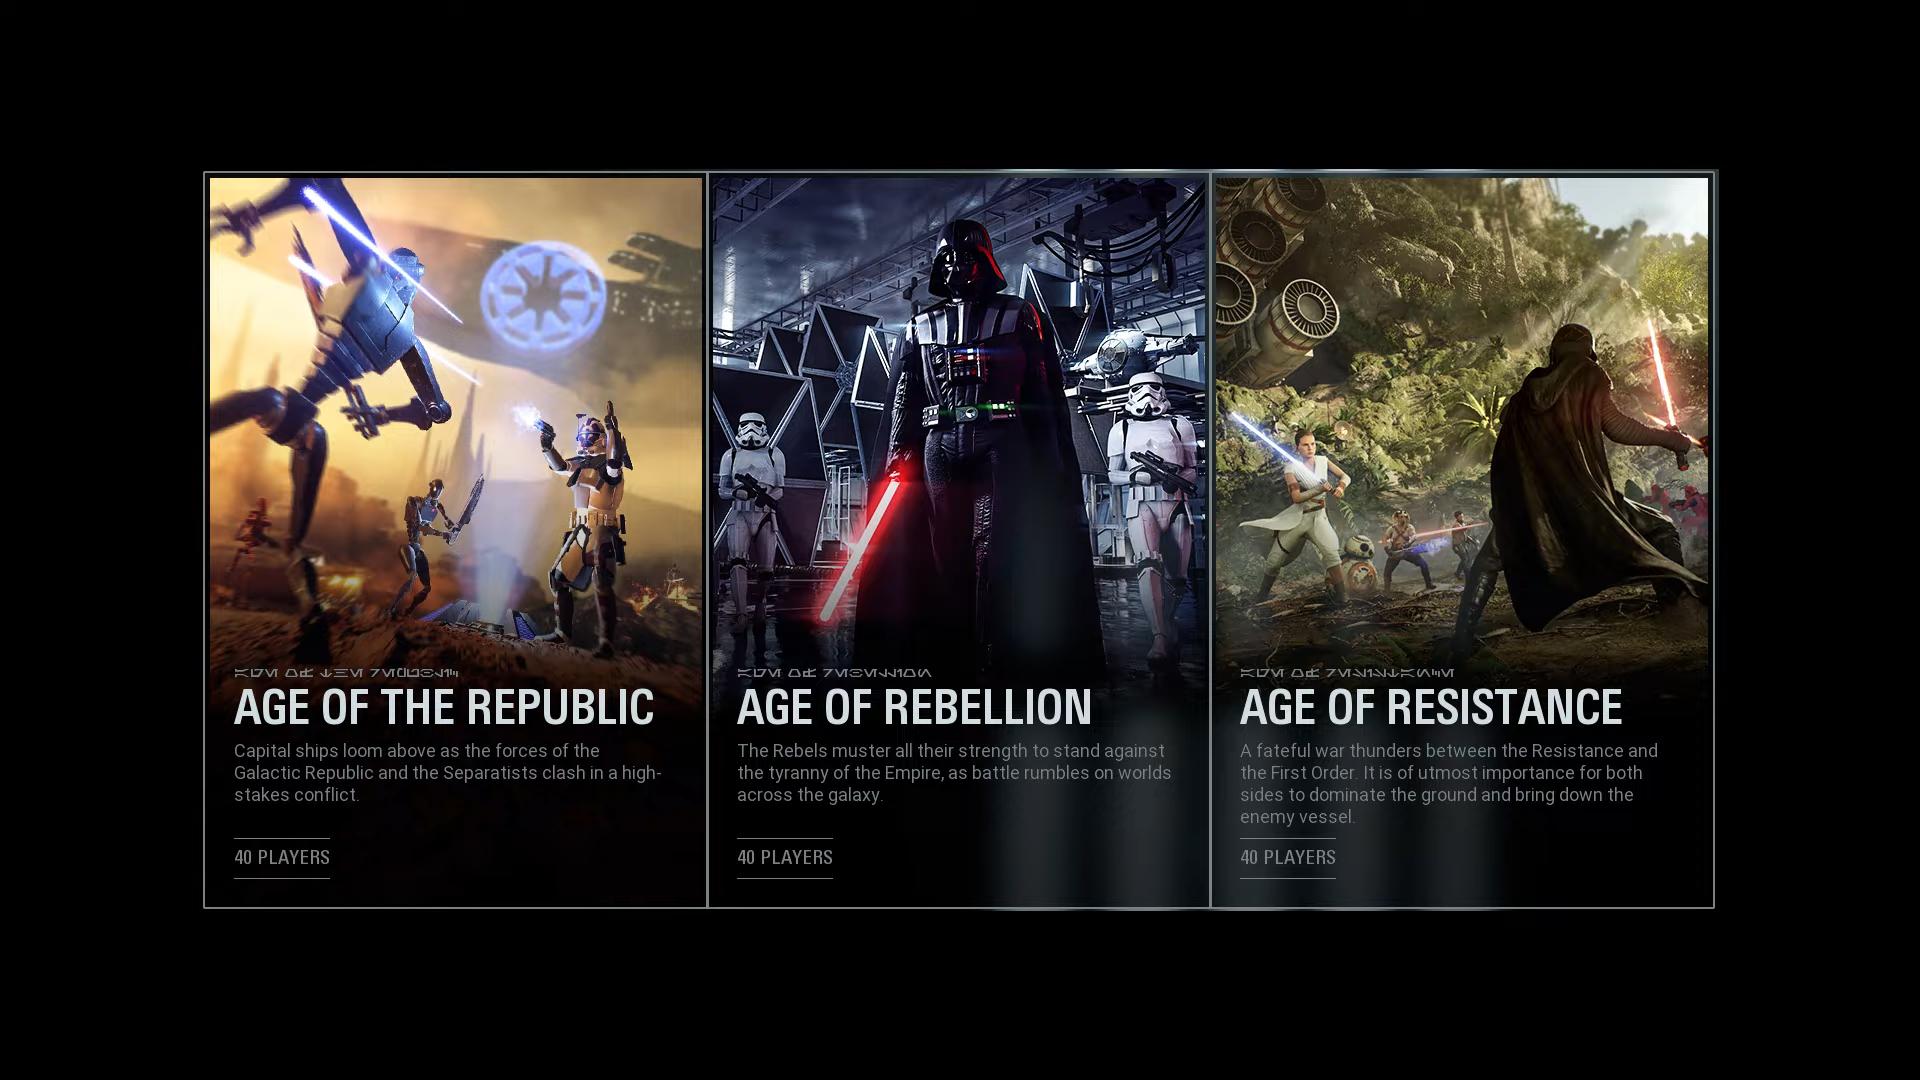 AGE OF THE REPUBLIC
Capital ships loom above as the forces of the
Galactic Republic and the Separatists clash in a high-
stakes conflict.
40 PLAYERS
AGE OF REBELLION
The Rebels muster all their strength to stand against
the tyranny of the Empire, as battle rumbles on worlds
across the galaxy.
40 PLAYERS
AGE OF RESISTANCE
A fateful war thunders between the Resistance and
the First Order. It is of utmost importance for both
sides to dominate the ground and bring down the
enemy vessel.
40 PLAYERS